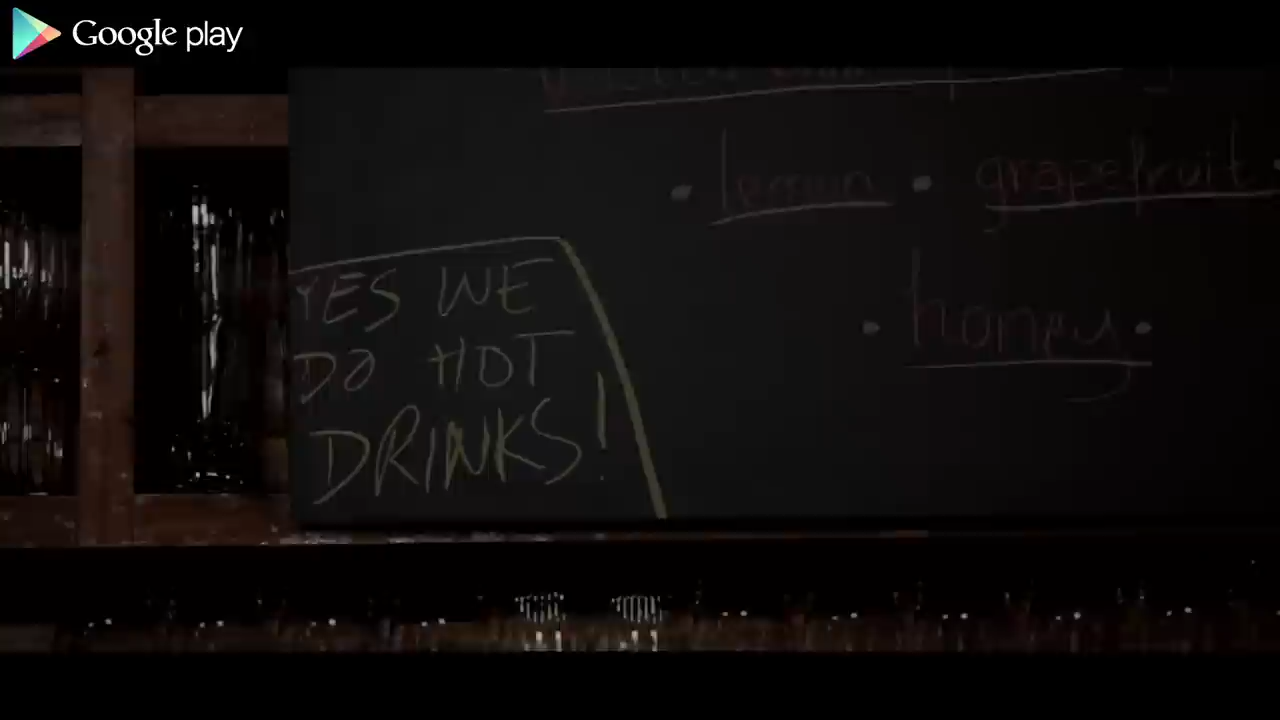 Google play
lemon • grapefruit
honey
YES WE
DO HOT
DRINKS!